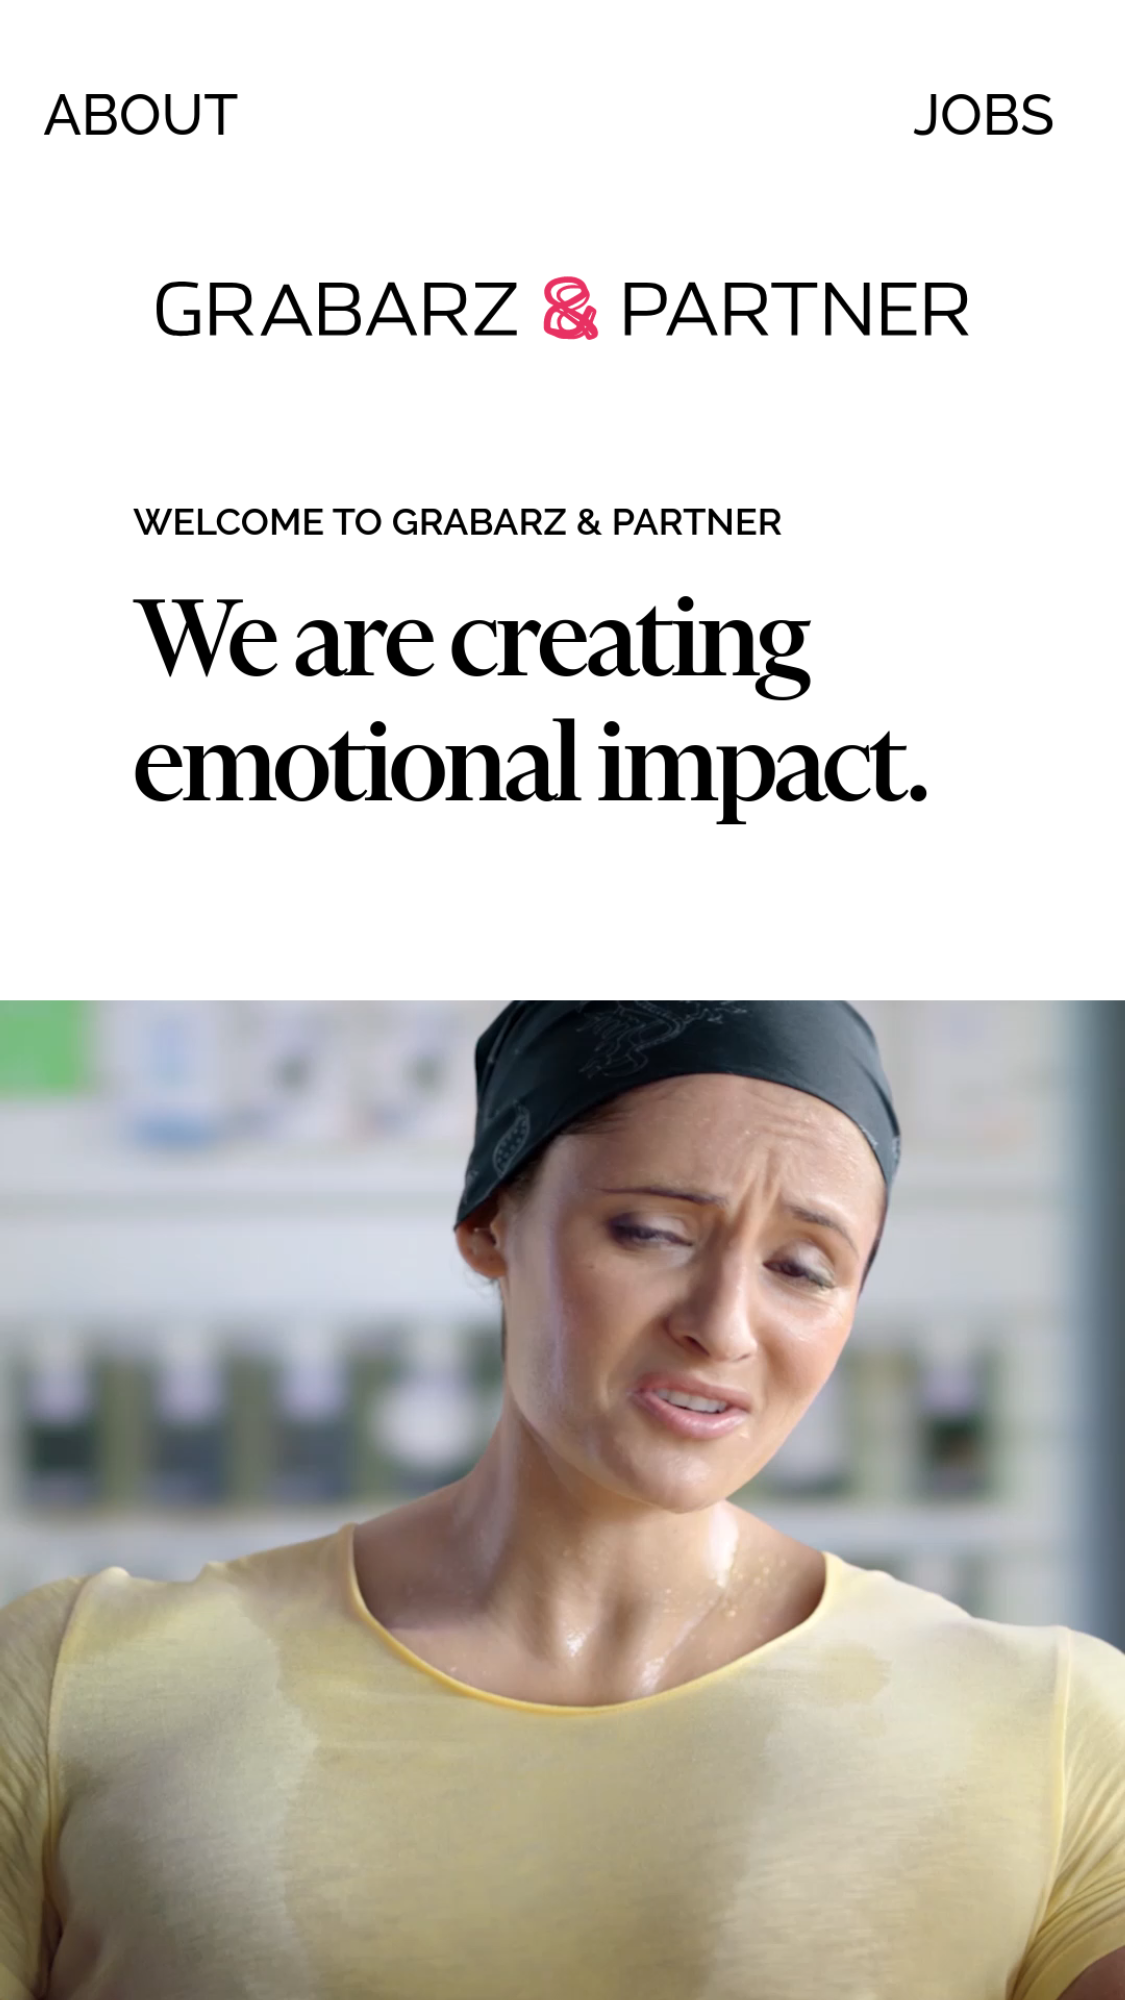 ABOUT
JOBS
GRABARZ & PARTNER
WELCOME TO GRABARZ & PARTNER
We are creating
emotional impact.